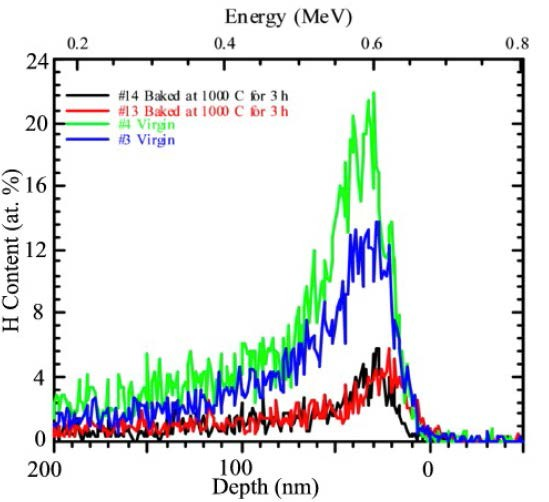 Energy (MeV)
0.2 0.4 0.6 0.8
24
#14 Baked at 1000 C for 3 h
#13 Baked at 1000 C for 3 h
20
#4 Virgin
#3 Virgin
16
H Content (at. %)
12
8
4
0
200 100 0
Depth (nm)